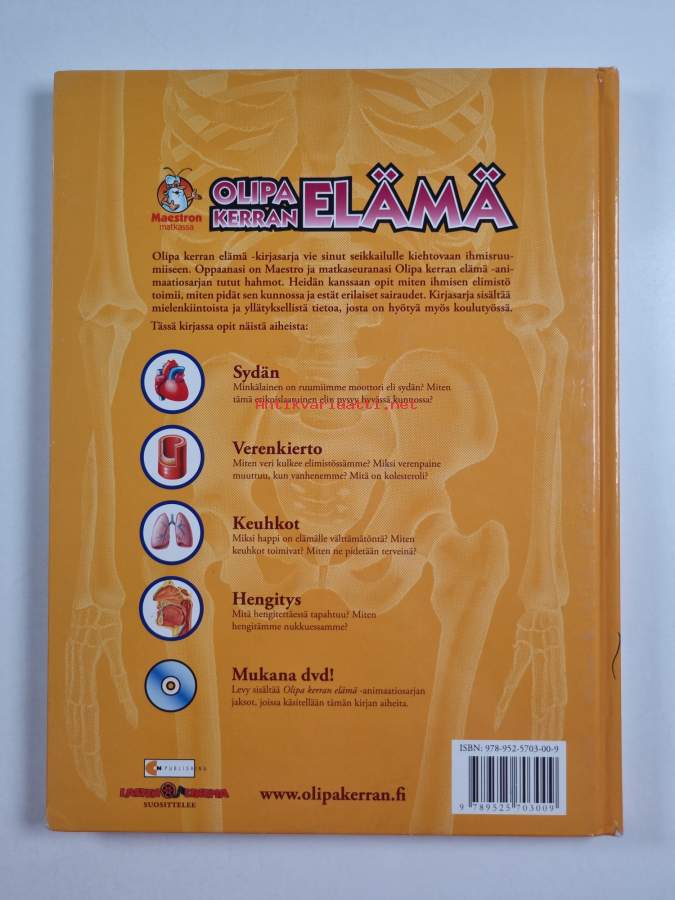 Maestron
matkassa
OLIPA
KERRAN
ELÄMÄ
Olipa kerran elämä -kirjasarja vie sinut seikkailulle kiehtovaan ihmisruu-
miiseen. Oppaanasi on Maestro ja matkaseuranasi Olipa kerran elämä -ani-
maatiosarjan tutut hahmot. Heidän kanssaan opit miten ihmisen elimistö
toimii, miten pidät sen kunnossa ja estät erilaiset sairaudet. Kirjasarja sisältää
mielenkiintoista ja yllätyksellistä tietoa, josta on hyötyä myös koulutyössä.
Tässä kirjassa opit näistä aiheista:
Sydän
Minkälainen on ruumiimme moottori eli sydän? Miten
tämä erikoislaatuinen elin pysyy hyvässä kunnossa?
Antikvariaatti.net
Verenkierto
Miten veri kulkee elimistössämme? Miksi verenpaine
muuttuu, kun vanhenemme? Mitä on kolesteroli?
Keuhkot
Miksi happi on elämälle välttämätöntä? Miten
keuhkot toimivat? Miten ne pidetään terveinä?
Hengitys
Mitä hengitettäessä tapahtuu? Miten
hengitämme nukkuessamme?
Mukana dvd!
Levy sisältää Olipa kerran elämä -animaatiosarjan
jaksot, joissa käsitellään tämän kirjan aiheita.
PUBLISHING
SUOSITTELEE
www.olipakerran.fi
ISBN: 978-952-5703-00-9
9 789525 703009